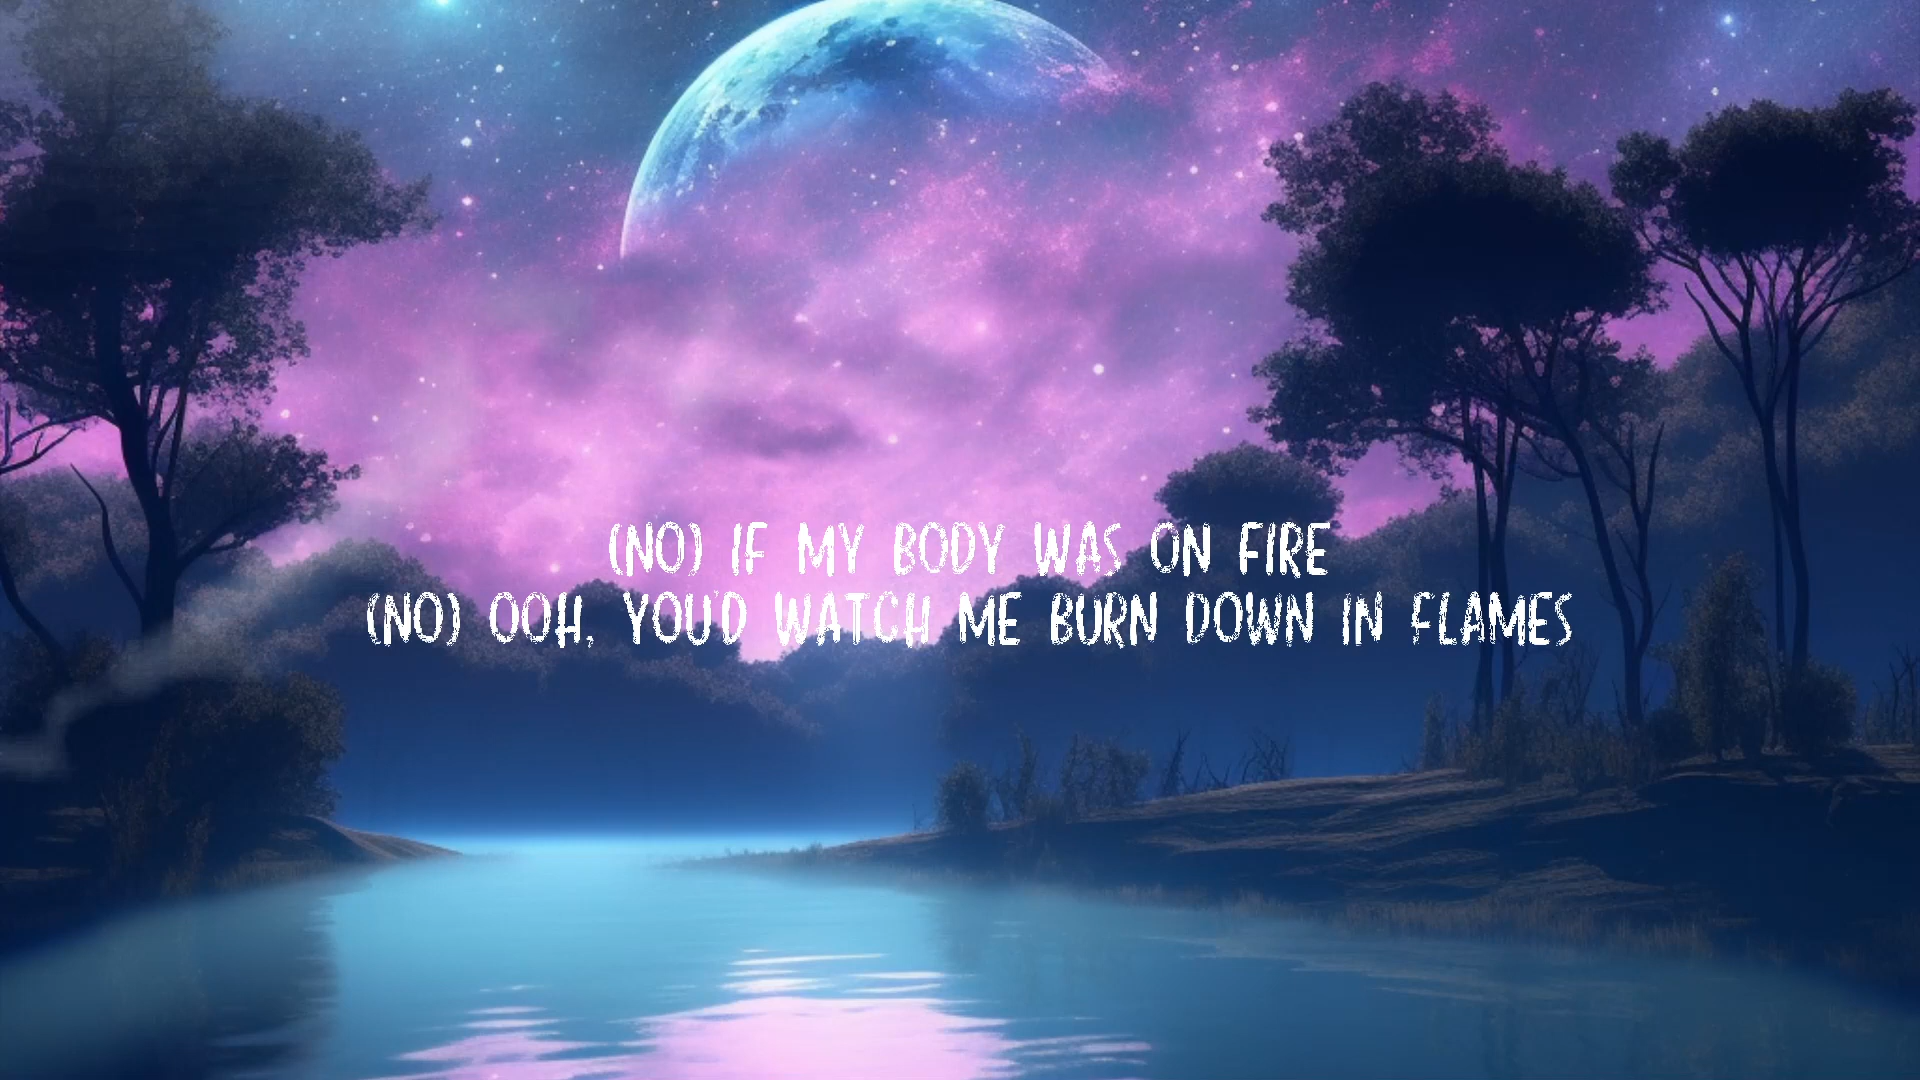 (NO) IF MY BODY WAS ON FIRE
(NO) OOH, YOU'D WATCH ME BURN DOWN IN FLAMES